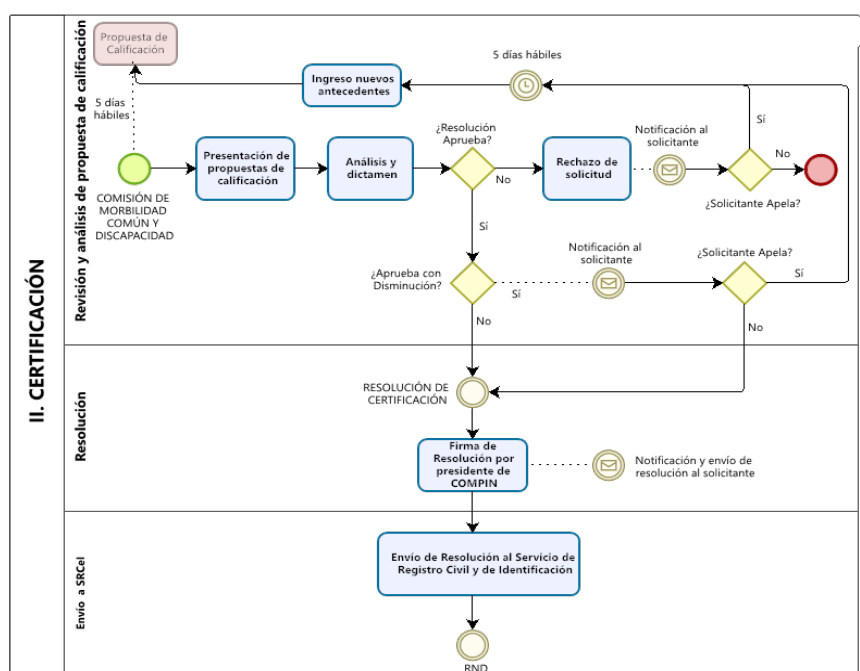 II. CERTIFICACIÓN
Revisión y análisis de propuesta de calificación
Propuesta de
Calificación
5 días
hábiles
Ingreso nuevos
antecedentes
5 días hábiles
COMISIÓN DE
MORBILIDAD
COMÚN Y
DISCAPACIDAD
Presentación de
propuestas de
calificación
Análisis y
dictamen
¿Resolución
Aprueba?
No
Sí
Rechazo de
solicitud
Notificación al
solicitante
Sí
No
¿Solicitante Apela?
¿Aprueba con
Disminución?
Sí
No
Notificación al
solicitante
¿Solicitante Apela?
Sí
No
Resolución
RESOLUCIÓN DE
CERTIFICACIÓN
Firma de
Resolución por
presidente de
COMPIN
Notificación y envío de
resolución al solicitante
Envío a SRCeI
Envío de Resolución al Servicio de
Registro Civil y de Identificación
RND